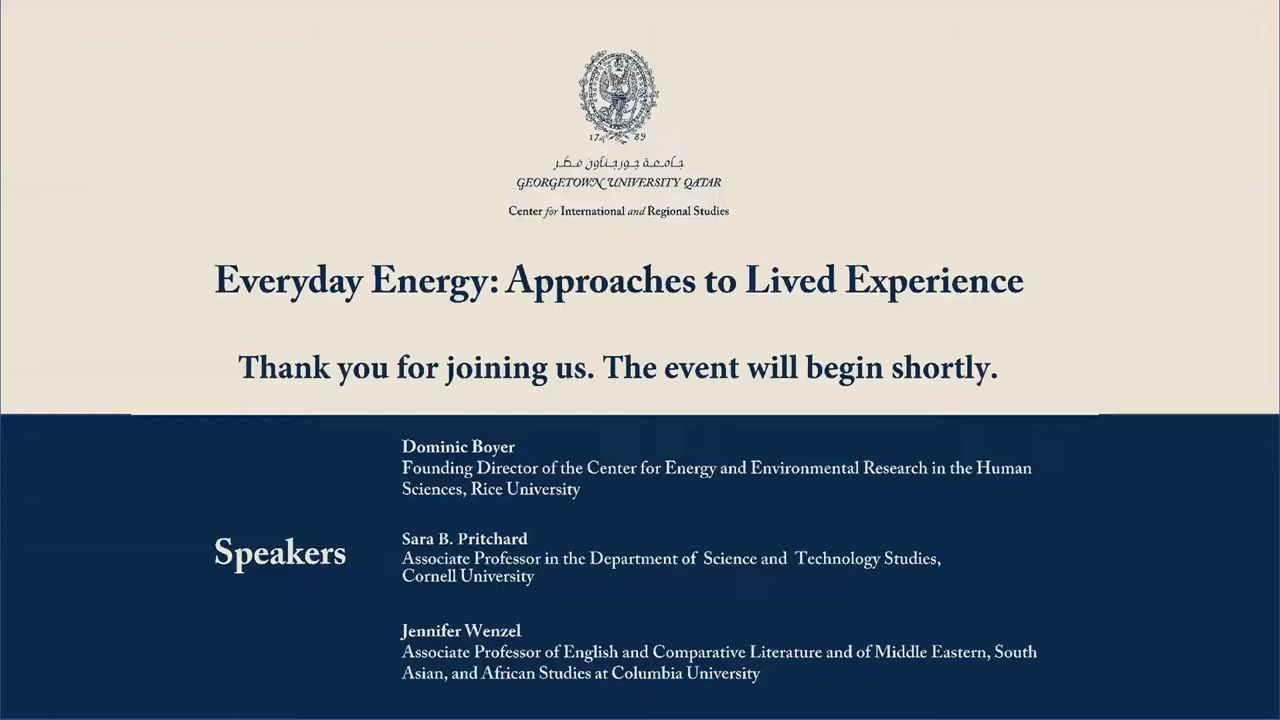 17 89
جامعة جورجتاون قطر
GEORGETOWN UNIVERSITY QATAR
Center for International and Regional Studies
Everyday Energy: Approaches to Lived Experience
Thank you for joining us. The event will begin shortly.
Speakers
Dominic Boyer
Founding Director of the Center for Energy and Environmental Research in the Human
Sciences, Rice University
Sara B. Pritchard
Associate Professor in the Department of Science and Technology Studies,
Cornell University
Jennifer Wenzel
Associate Professor of English and Comparative Literature and of Middle Eastern, South
Asian, and African Studies at Columbia University